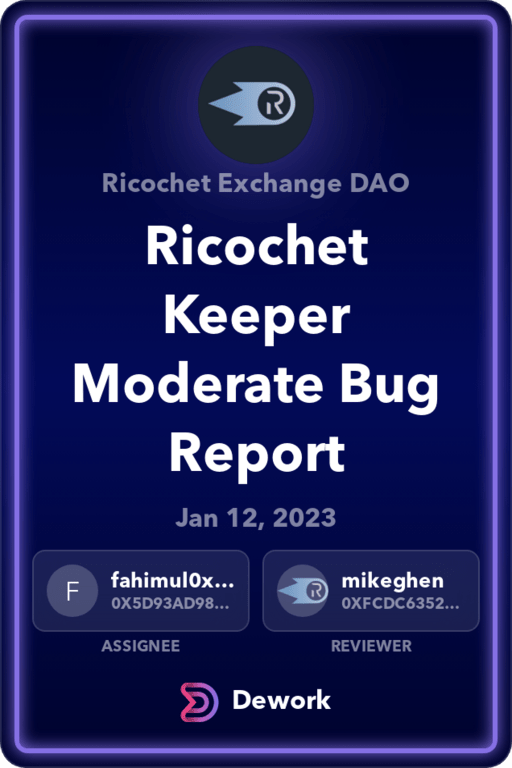 R
Ricochet Exchange DAO
Ricochet
Keeper
Moderate Bug
Report
Jan 12, 2023
F
fahimul0x...
0X5D93AD98...
R
mikeghen
0XFCDC6352...
ASSIGNEE
REVIEWER
Dework